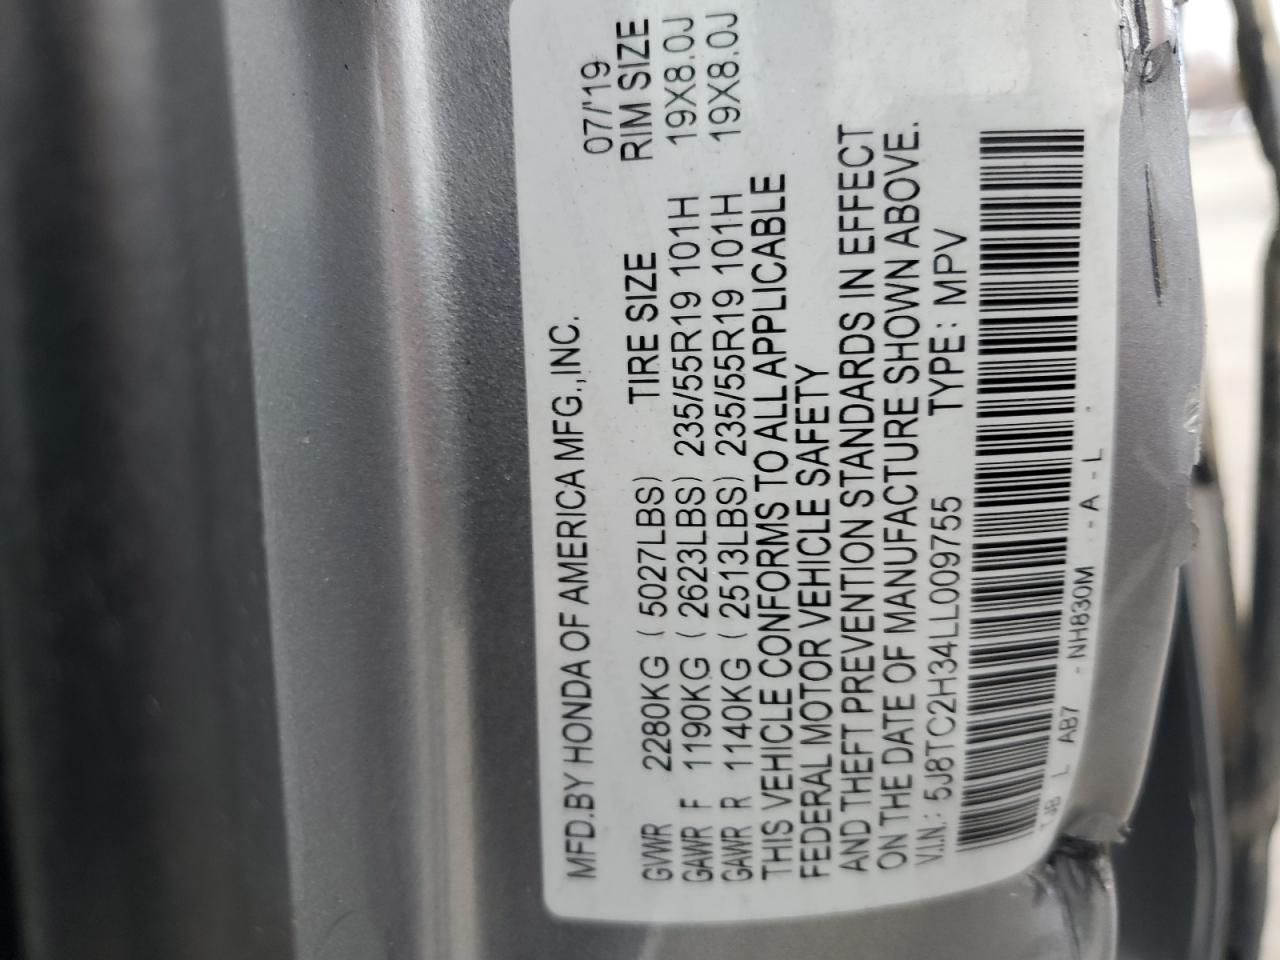 MFD.BY HONDA OF AMERICA MFG.,INC. 07/'19
GVWR 2280KG ( 5027LBS) TIRE SIZE RIM SIZE
GAWR F 1190KG ( 2623LBS) 235/55R19 101H 19X8.0J
GAWR R 1140KG ( 2513LBS) 235/55R19 101H 19X8.0J
THIS VEHICLE CONFORMS TO ALL APPLICABLE
FEDERAL MOTOR VEHICLE SAFETY
AND THEFT PREVENTION STANDARDS IN EFFECT
ON THE DATE OF MANUFACTURE SHOWN ABOVE.
V.I.N.: 5J8TC2H34LL009755 TYPE: MPV
TJB L AB7 - NH830M - A - L